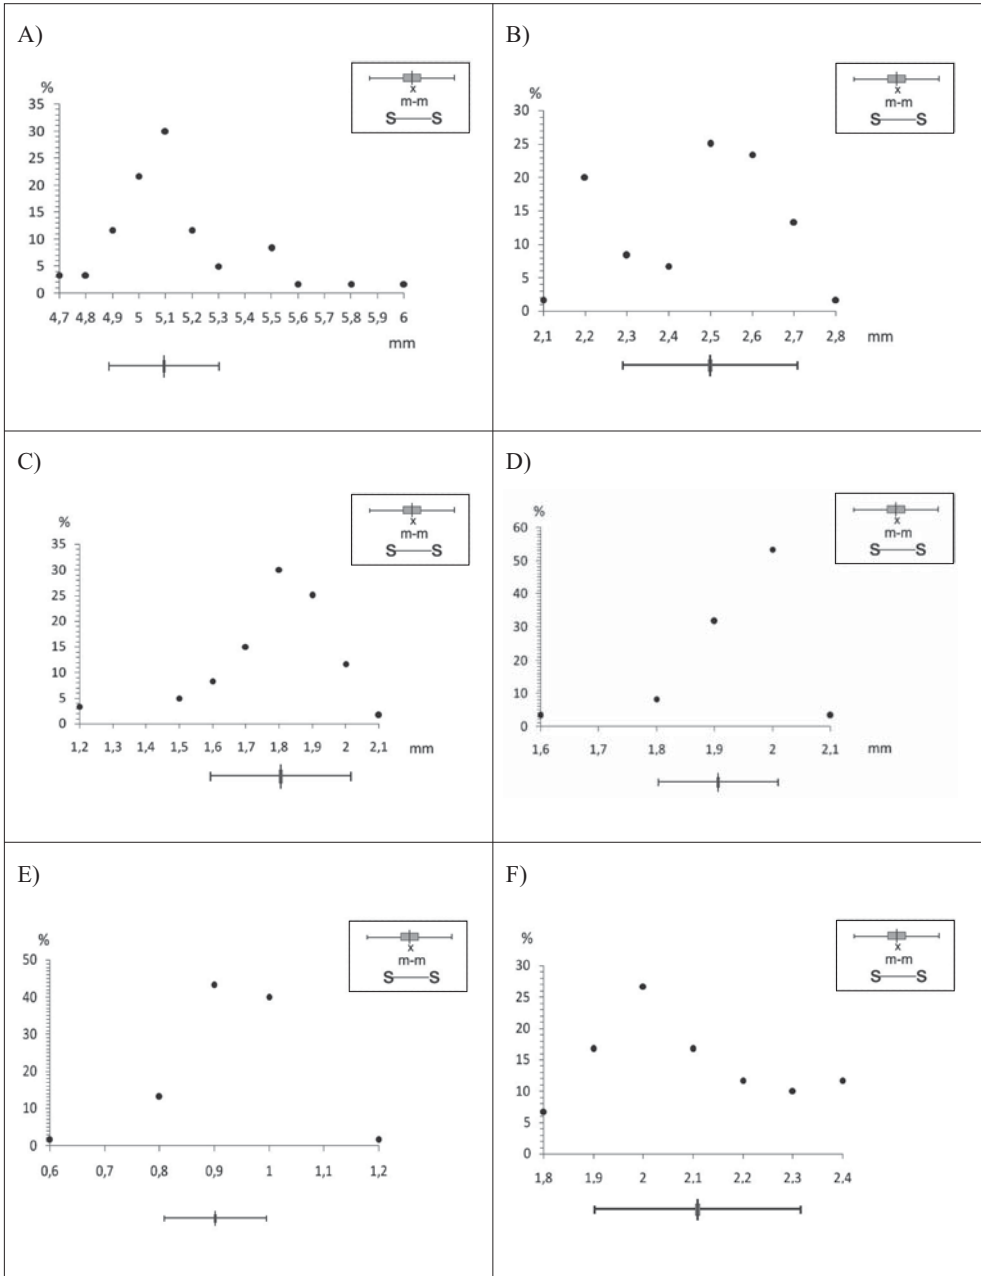 A)
x
m-m
S S
%
35
30
25
20
15
10
5
0
4,7 4,8 4,9 5 5,1 5,2 5,3 5,4 5,5 5,6 5,7 5,8 5,9 6
mm
B)
x
m-m
S S
%
30
25
20
15
10
5
0
2,1 2,2 2,3 2,4 2,5 2,6 2,7 2,8 mm
C)
x
m-m
S S
%
35
30
25
20
15
10
5
0
1,2 1,3 1,4 1,5 1,6 1,7 1,8 1,9 2 2,1 mm
D)
x
m-m
S S
%
60
50
40
30
20
10
0
1,6 1,7 1,8 1,9 2 2,1 mm
E)
x
m-m
S S
%
50
40
30
20
10
0
0,6 0,7 0,8 0,9 1 1,1 1,2
F)
x
m-m
S S
%
30
25
20
15
10
5
0
1,8 1,9 2 2,1 2,2 2,3 2,4